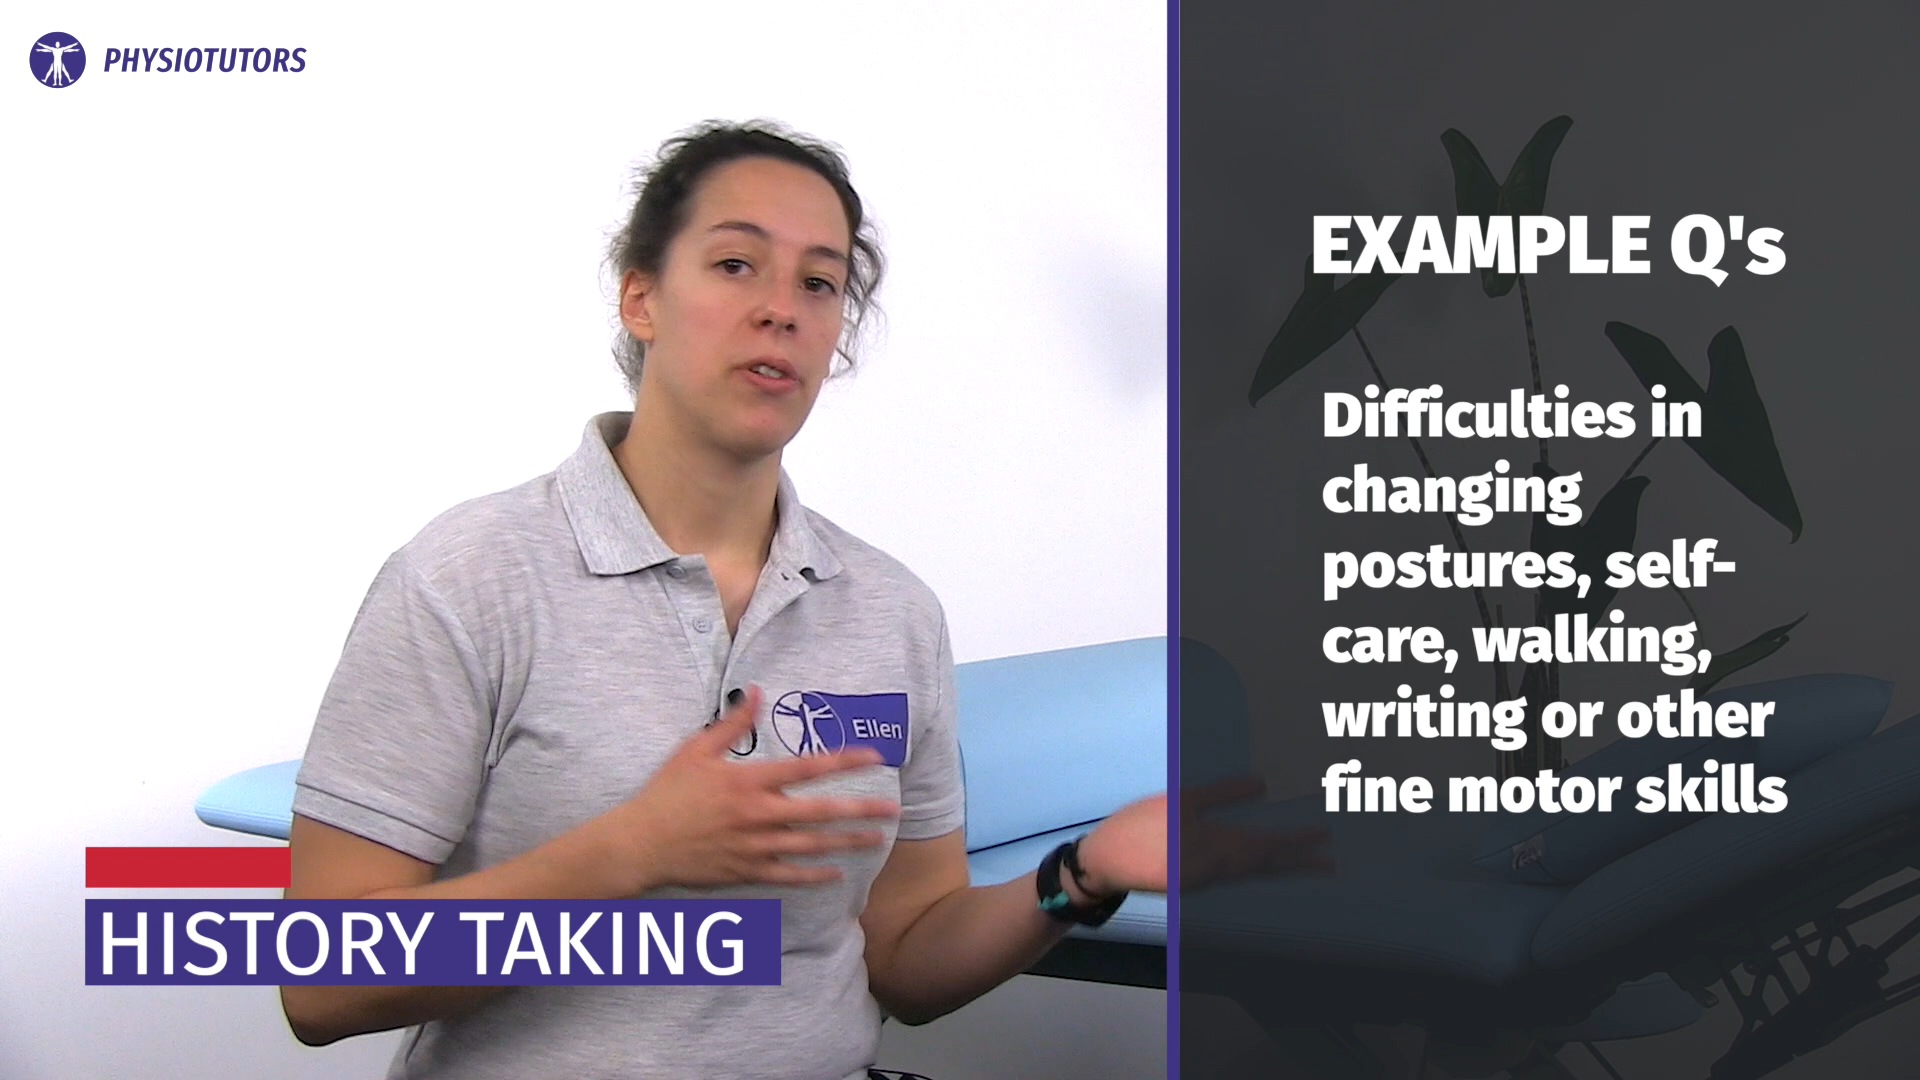 PHYSIOTUTORS
EXAMPLE Q's
Difficulties in
changing
postures, self-
care, walking,
writing or other
fine motor skills
Ellen
HISTORY TAKING